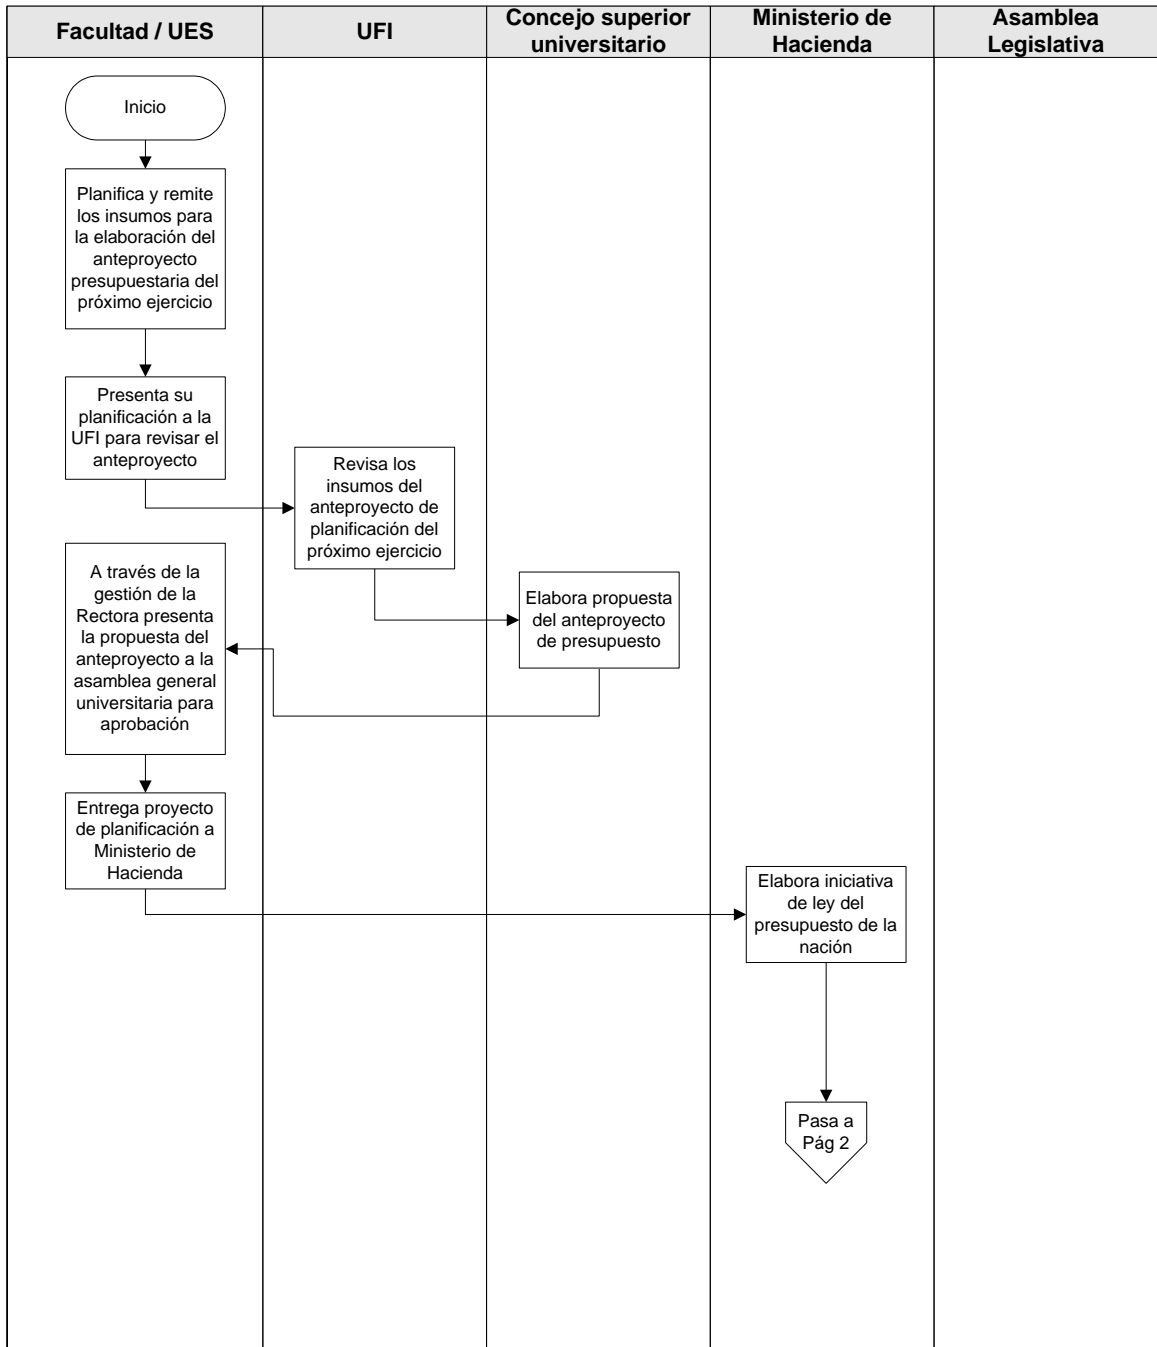 Facultad / UES
UFI
Concejo superior
universitario
Ministerio de
Hacienda
Asamblea
Legislativa
Inicio
Planifica y remite
los insumos para
la elaboración del
anteproyecto
presupuestaria del
próximo ejercicio
Presenta su
planificación a la
UFI para revisar el
anteproyecto
Revisa los
insumos del
anteproyecto de
planificación del
próximo ejercicio
Elabora propuesta
del anteproyecto
de presupuesto
A través de la
gestión de la
Rectora presenta
la propuesta del
anteproyecto a la
asamblea general
universitaria para
aprobación
Entrega proyecto
de planificación a
Ministerio de
Hacienda
Elabora iniciativa
de ley del
presupuesto de la
nación
Pasa a
Pág 2